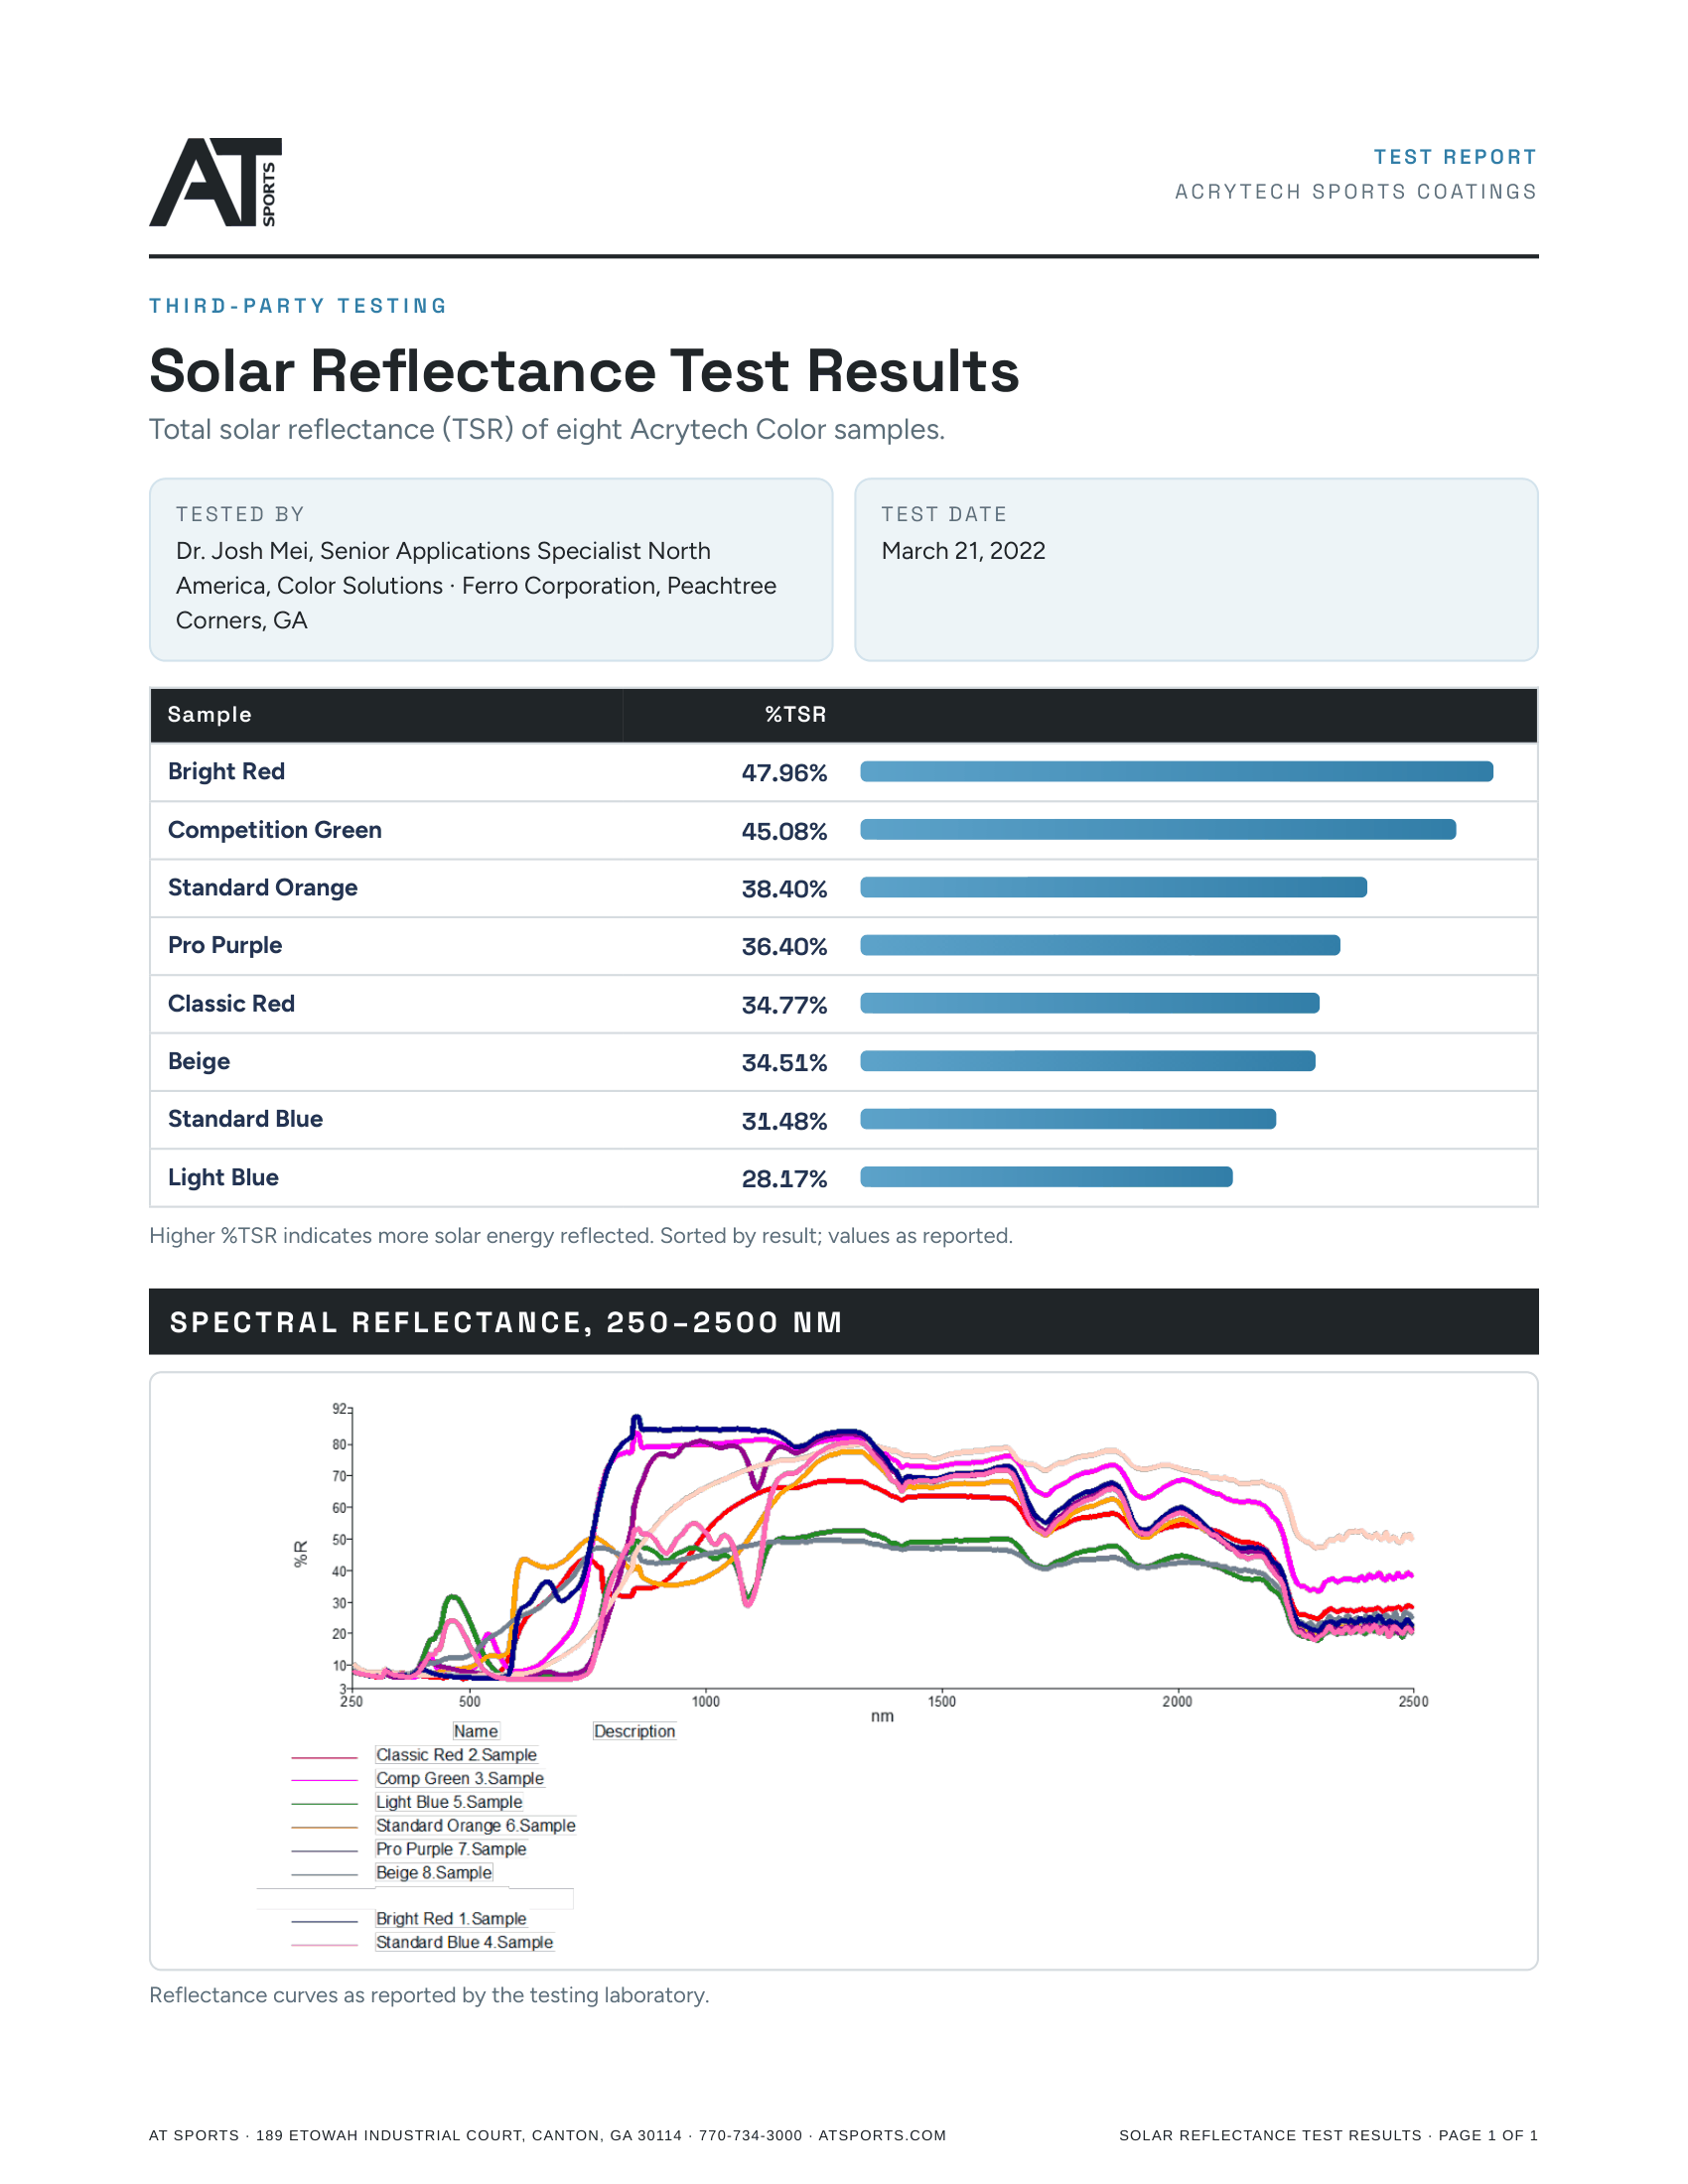 AT SPORTS
TEST REPORT
ACRYTECH SPORTS COATINGS
THIRD-PARTY TESTING
Solar Reflectance Test Results
Total solar reflectance (TSR) of eight Acrytech Color samples.
TESTED BY
Dr. Josh Mei, Senior Applications Specialist North
America, Color Solutions · Ferro Corporation, Peachtree
Corners, GA
TEST DATE
March 21, 2022
Sample %TSR
Bright Red 47.96%
Competition Green 45.08%
Standard Orange 38.40%
Pro Purple 36.40%
Classic Red 34.77%
Beige 34.51%
Standard Blue 31.48%
Light Blue 28.17%
Higher %TSR indicates more solar energy reflected. Sorted by result; values as reported.
SPECTRAL REFLECTANCE, 250–2500 NM
92
80
70
60
50
40
30
20
10
3
%R
250 500 1000 1500 2000 2500
nm
Name Description
Classic Red 2.Sample
Comp Green 3.Sample
Light Blue 5.Sample
Standard Orange 6.Sample
Pro Purple 7.Sample
Beige 8.Sample
Bright Red 1.Sample
Standard Blue 4.Sample
Reflectance curves as reported by the testing laboratory.
AT SPORTS · 189 ETOWAH INDUSTRIAL COURT, CANTON, GA 30114 · 770-734-3000 · ATSPORTS.COM
SOLAR REFLECTANCE TEST RESULTS · PAGE 1 OF 1